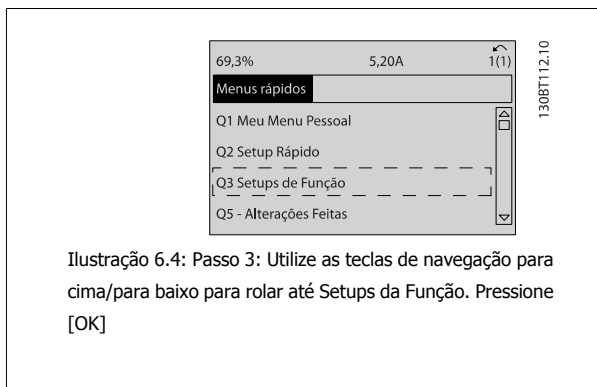 69,3% 5,20A 1(1)
Menus rápidos
Q1 Meu Menu Pessoal
Q2 Setup Rápido
Q3 Setups de Função
Q5 - Alterações Feitas
130BT112.10
Ilustração 6.4: Passo 3: Utilize as teclas de navegação para
cima/para baixo para rolar até Setups da Função. Pressione
[OK]